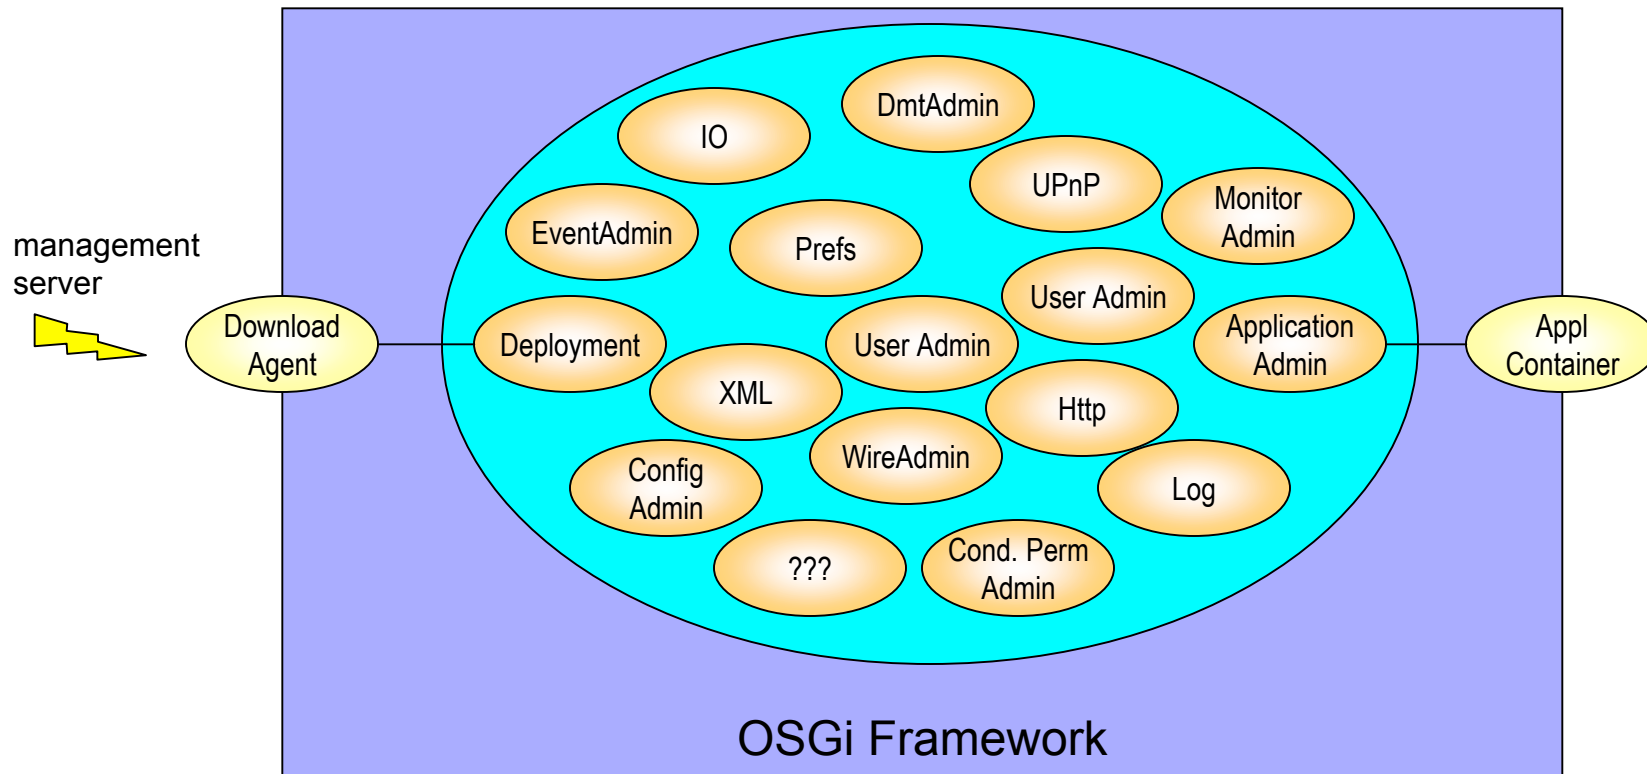 DmtAdmin
IO
UPnP
Monitor
Admin
EventAdmin
Prefs
management
server
User Admin
Download
Agent
Deployment
User Admin
Application
Admin
Appl
Container
XML
Http
WireAdmin
Config
Admin
Log
???
Cond. Perm
Admin
OSGi Framework